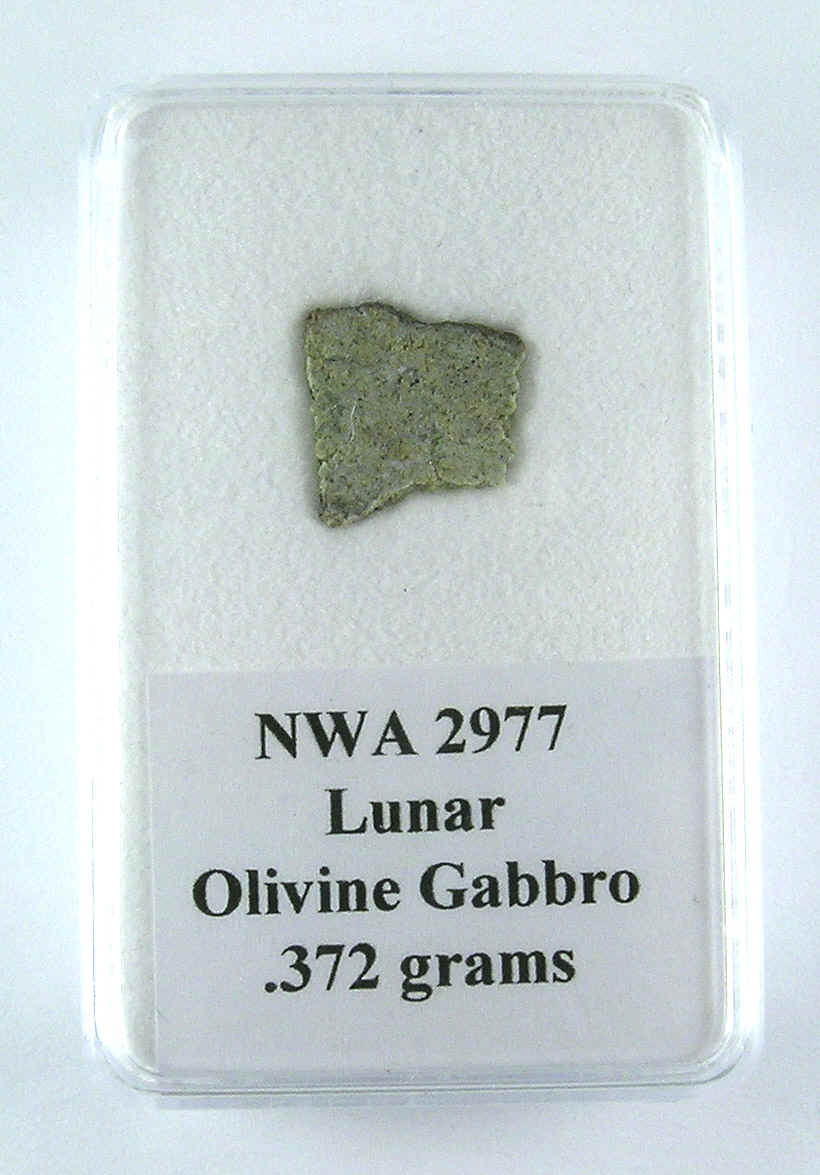 NWA 2977
Lunar
Olivine Gabbro
.372 grams